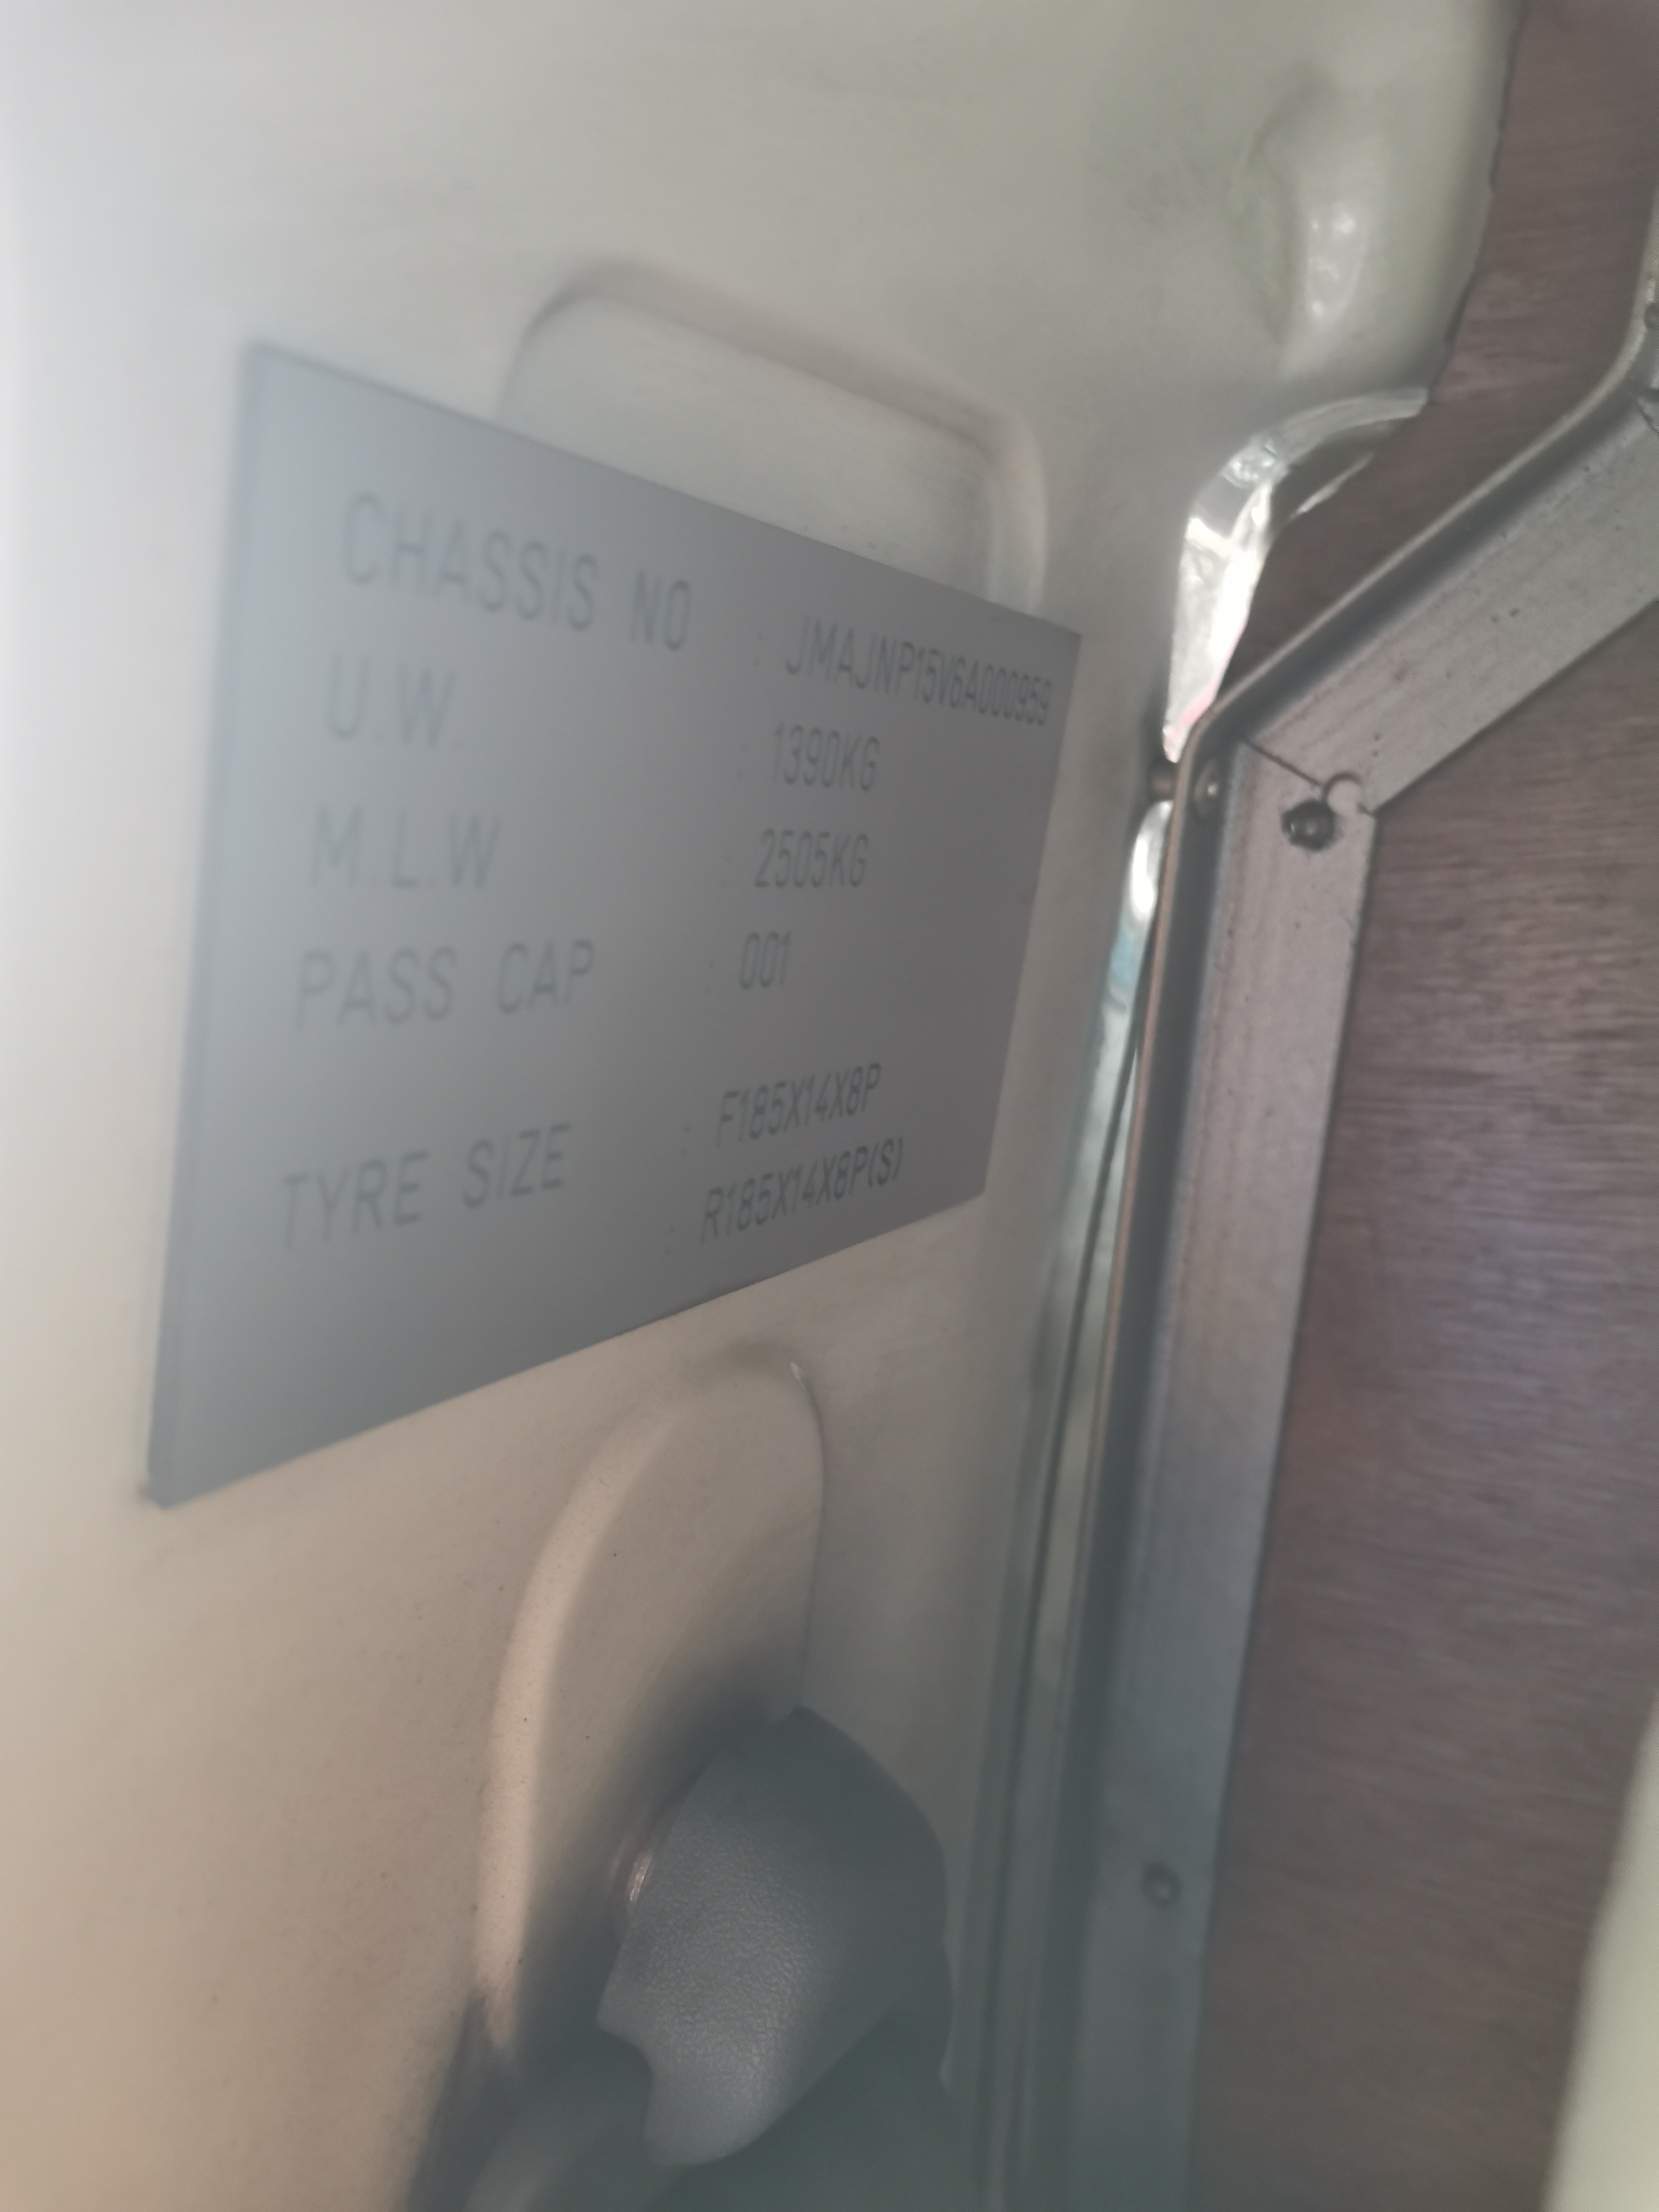 CHASSIS NO : JMAJNP15V6A000959
U.W. : 1390KG
M.L.W : 2505KG
PASS CAP : 001
TYRE SIZE : F185X14X8P
: R185X14X8P(S)